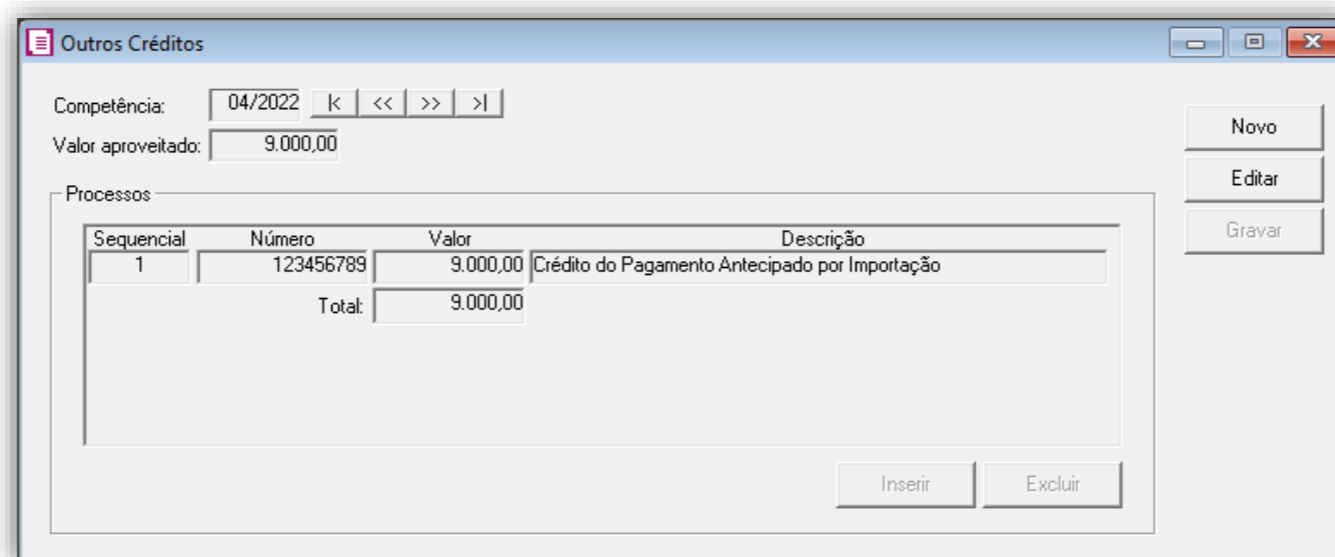 Outros Créditos
Competência: 04/2022 |< << >> >|
Valor aproveitado: 9.000,00
Novo
Editar
Gravar
Processos
Sequencial Número Valor Descrição
1 123456789 9.000,00 Crédito do Pagamento Antecipado por Importação
Total: 9.000,00
Inserir Excluir